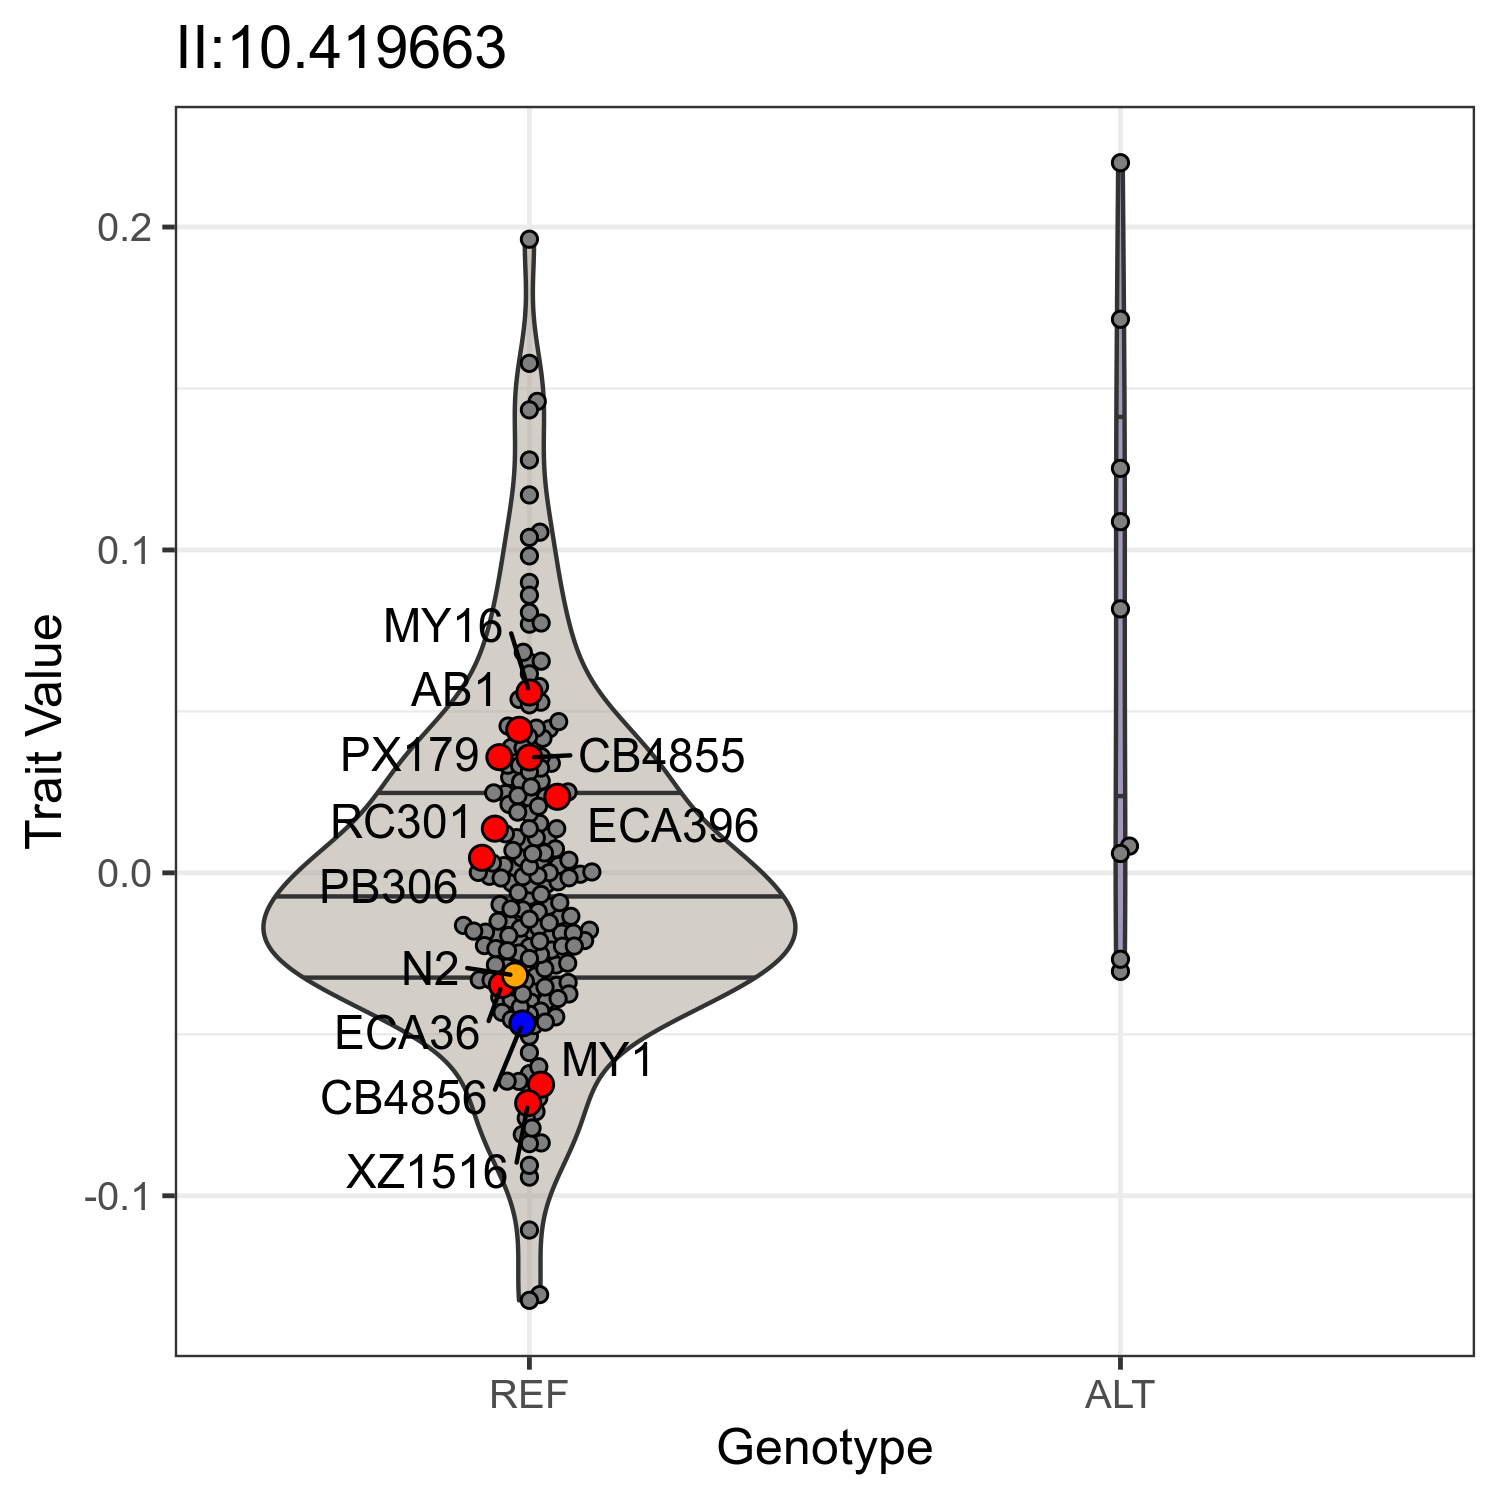 II:10.419663
Trait Value
0.2
0.1
0.0
-0.1
MY16
AB1
PX179
CB4855
RC301
ECA396
PB306
N2
ECA36
MY1
CB4856
XZ1516
REF
ALT
Genotype